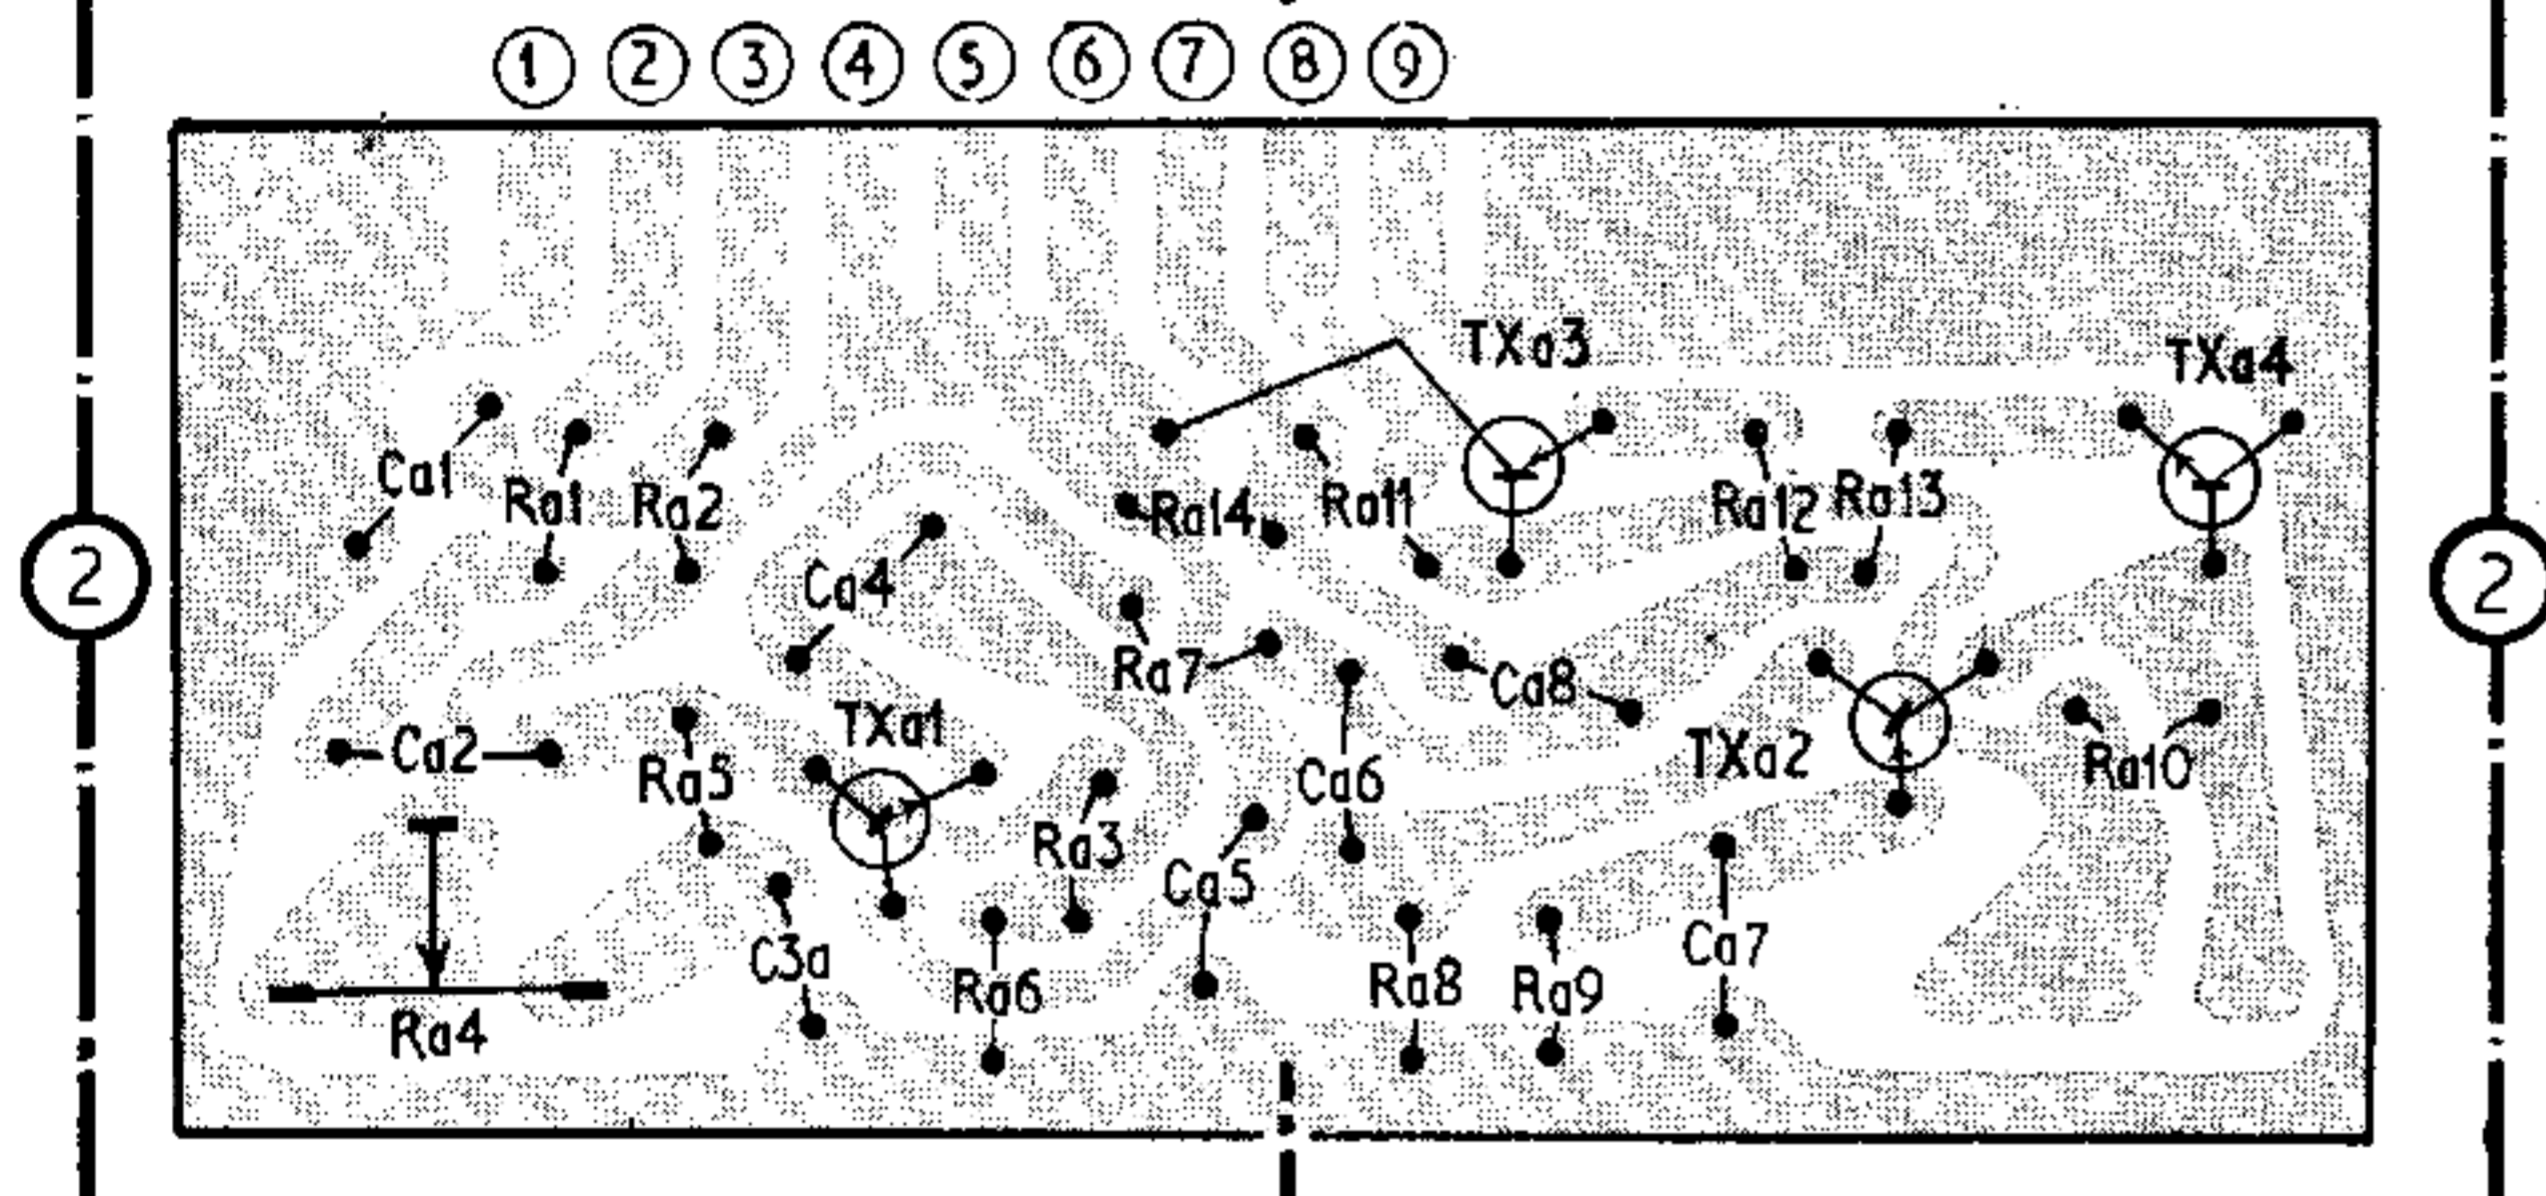 1 2 3 4 5 6 7 8 9
TXa3
TXa4
Ca1 Ra1 Ra2 Ra14 Ra11 Ra12 Ra13
2 Ca4 2
Ra7 Ca8
Ca2 Ra5 TXa1 Ca6 TXa2 Ra10
Ra3 Ca5
C3a Ra6 Ra8 Ra9 Ca7
Ra4